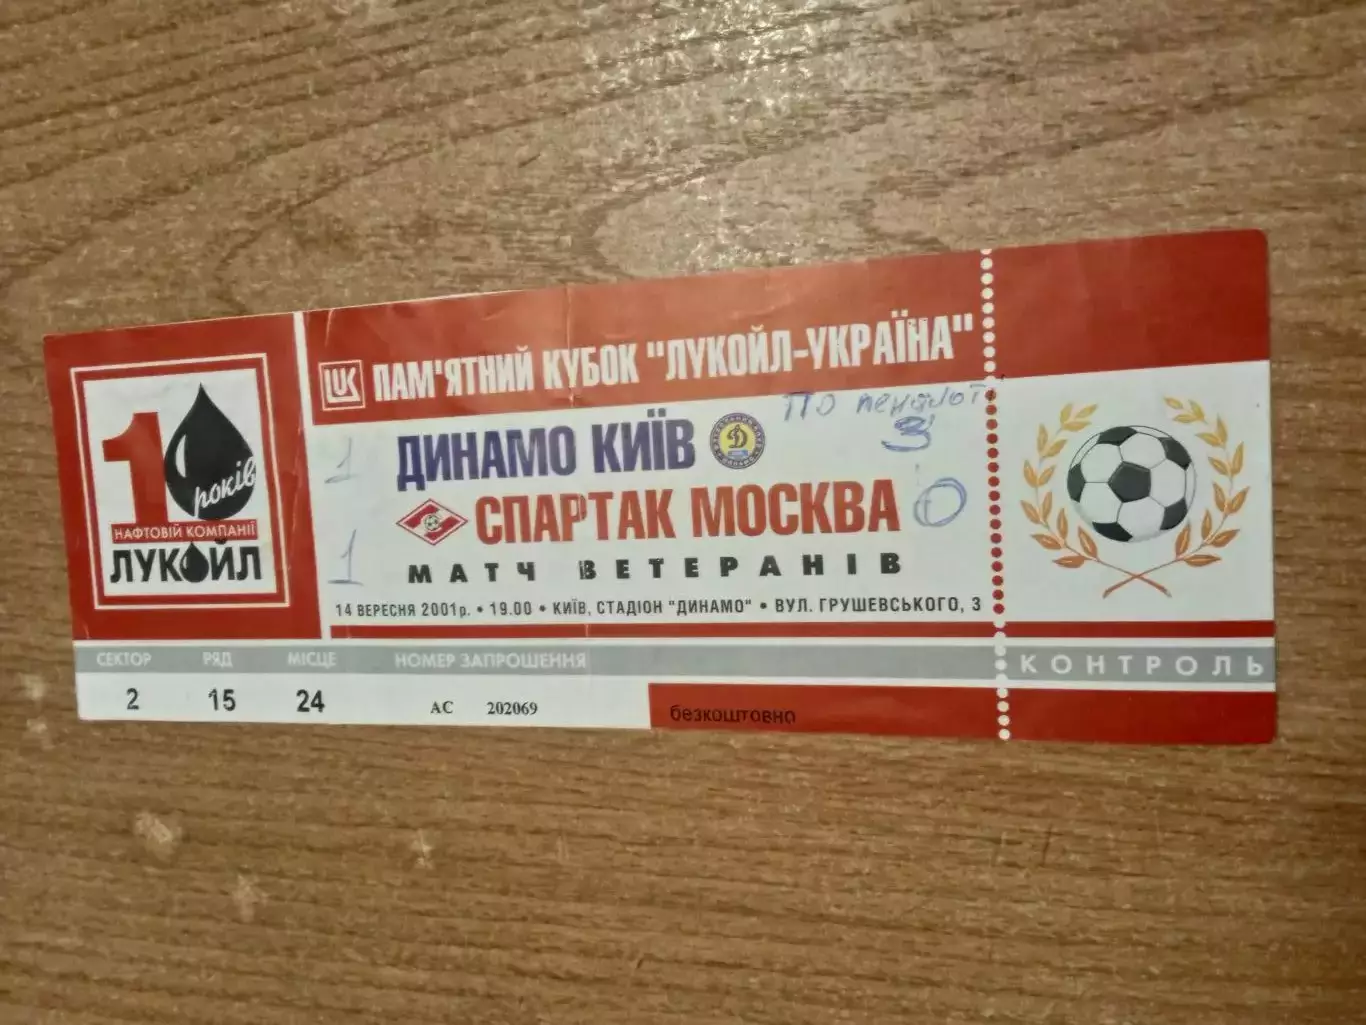 10 років
НАФТОВІЙ КОМПАНІЇ
ЛУКОЙЛ
LUK ПАМ'ЯТНИЙ КУБОК "ЛУКОЙЛ-УКРАЇНА"
по пенальт
1 ДИНАМО КИЇВ 3
1 СПАРТАК МОСКВА 0
МАТЧ ВЕТЕРАНІВ
14 ВЕРЕСНЯ 2001р. • 19.00 • КИЇВ, СТАДІОН "ДИНАМО" • ВУЛ. ГРУШЕВСЬКОГО, 3
СЕКТОР РЯД МІСЦЕ НОМЕР ЗАПРОШЕННЯ КОНТРОЛЬ
2 15 24 АС 202069 безкоштовно